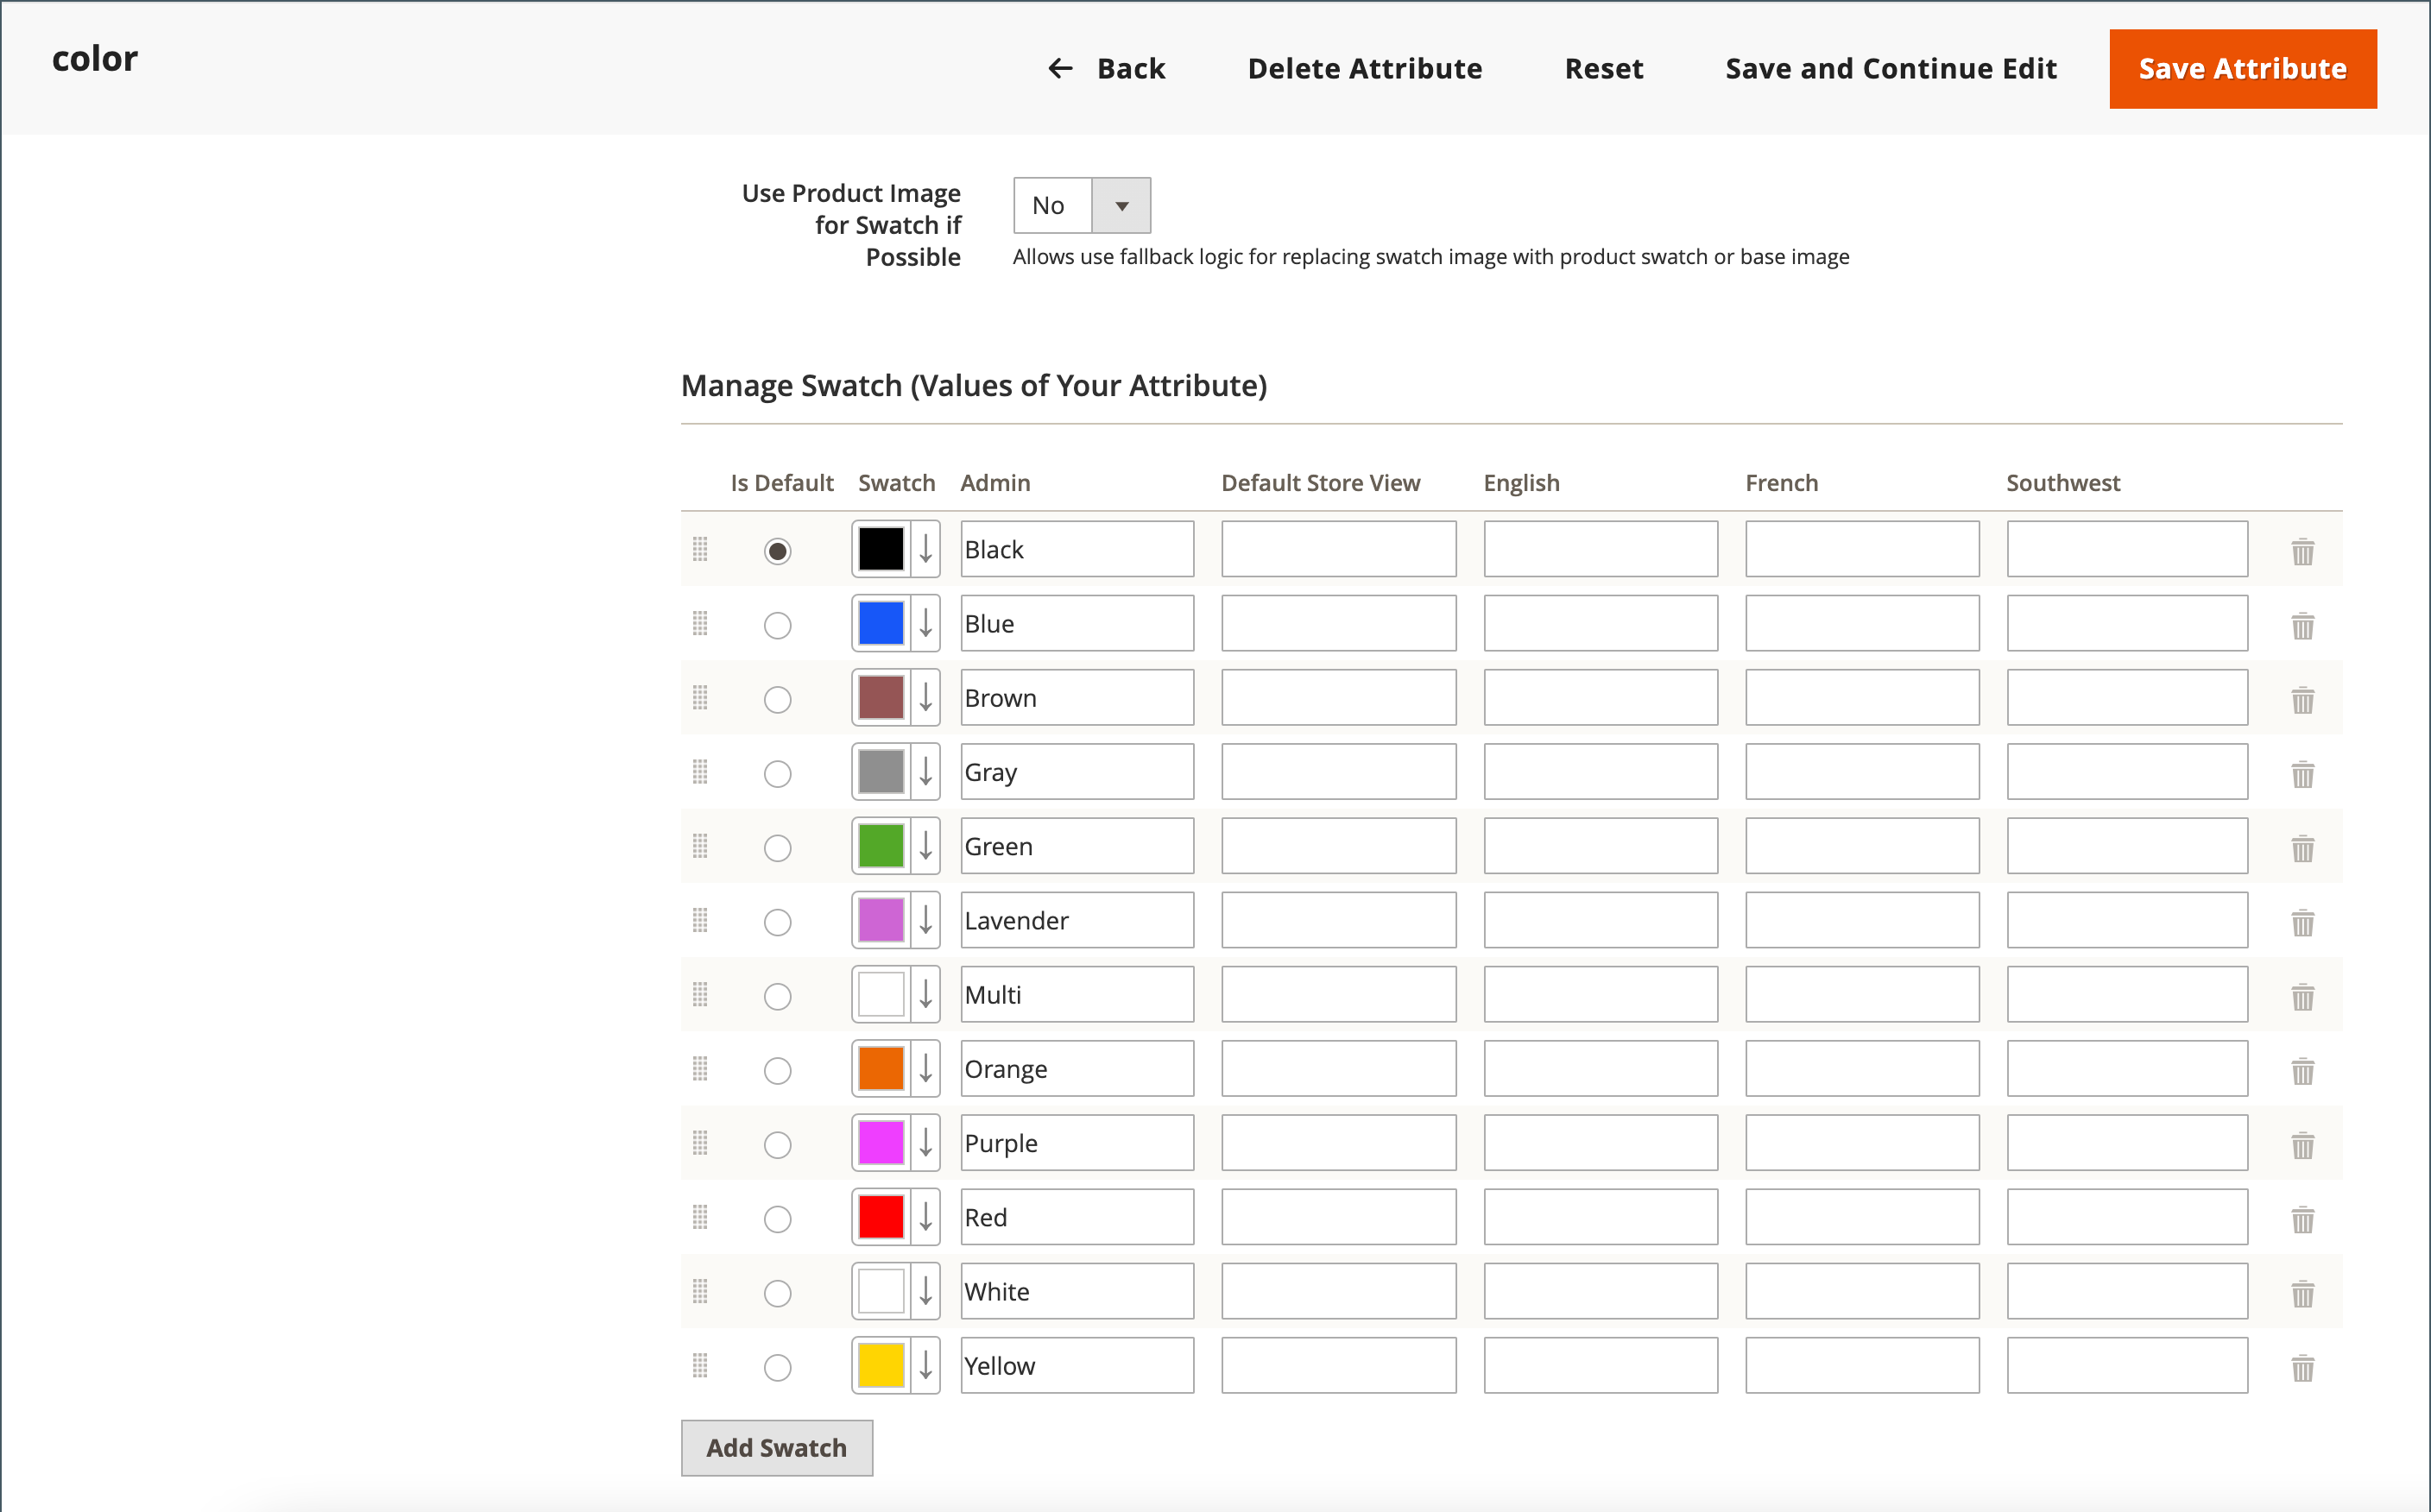 color
← Back
Delete Attribute
Reset
Save and Continue Edit
Save Attribute
Use Product Image
for Swatch if
Possible
No
Allows use fallback logic for replacing swatch image with product swatch or base image
Manage Swatch (Values of Your Attribute)
Is Default Swatch Admin Default Store View English French Southwest
Black
Blue
Brown
Gray
Green
Lavender
Multi
Orange
Purple
Red
White
Yellow
Add Swatch